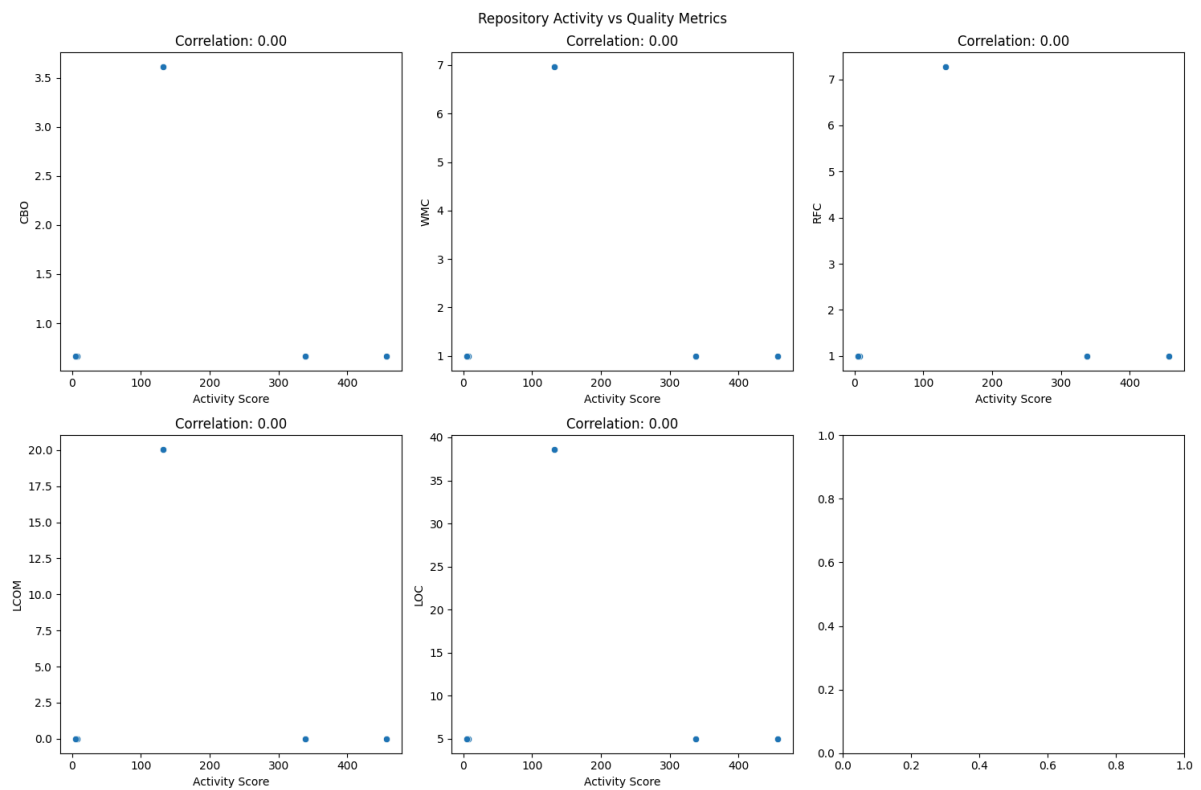 Repository Activity vs Quality Metrics
Correlation: 0.00
3.5
3.0
2.5
2.0
1.5
1.0
CBO
0 100 200 300 400
Activity Score
Correlation: 0.00
7
6
5
4
3
2
1
WMC
0 100 200 300 400
Activity Score
Correlation: 0.00
7
6
5
4
3
2
1
RFC
0 100 200 300 400
Activity Score
Correlation: 0.00
20.0
17.5
15.0
12.5
10.0
7.5
5.0
2.5
0.0
LCOM
0 100 200 300 400
Activity Score
Correlation: 0.00
40
35
30
25
20
15
10
5
LOC
0 100 200 300 400
Activity Score
1.0
0.8
0.6
0.4
0.2
0.0
0.0 0.2 0.4 0.6 0.8 1.0